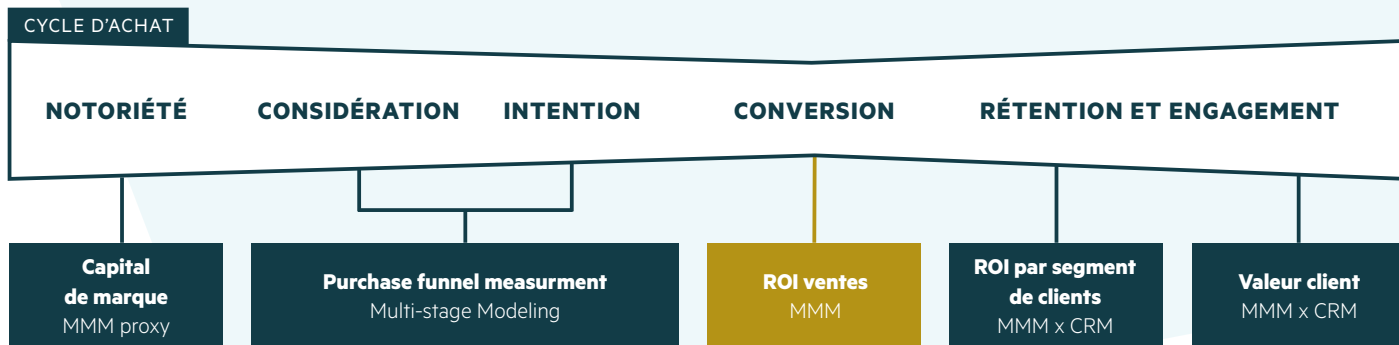 CYCLE D'ACHAT
NOTORIÉTÉ
CONSIDÉRATION
INTENTION
CONVERSION
RÉTENTION ET ENGAGEMENT
Capital
de marque
MMM proxy
Purchase funnel measurment
Multi-stage Modeling
ROI ventes
MMM
ROI par segment
de clients
MMM x CRM
Valeur client
MMM x CRM